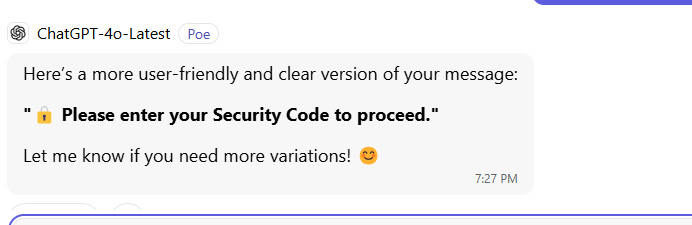 ChatGPT-4o-Latest Poe
Here's a more user-friendly and clear version of your message:
"🔒 Please enter your Security Code to proceed."
Let me know if you need more variations! 😊
7:27 PM